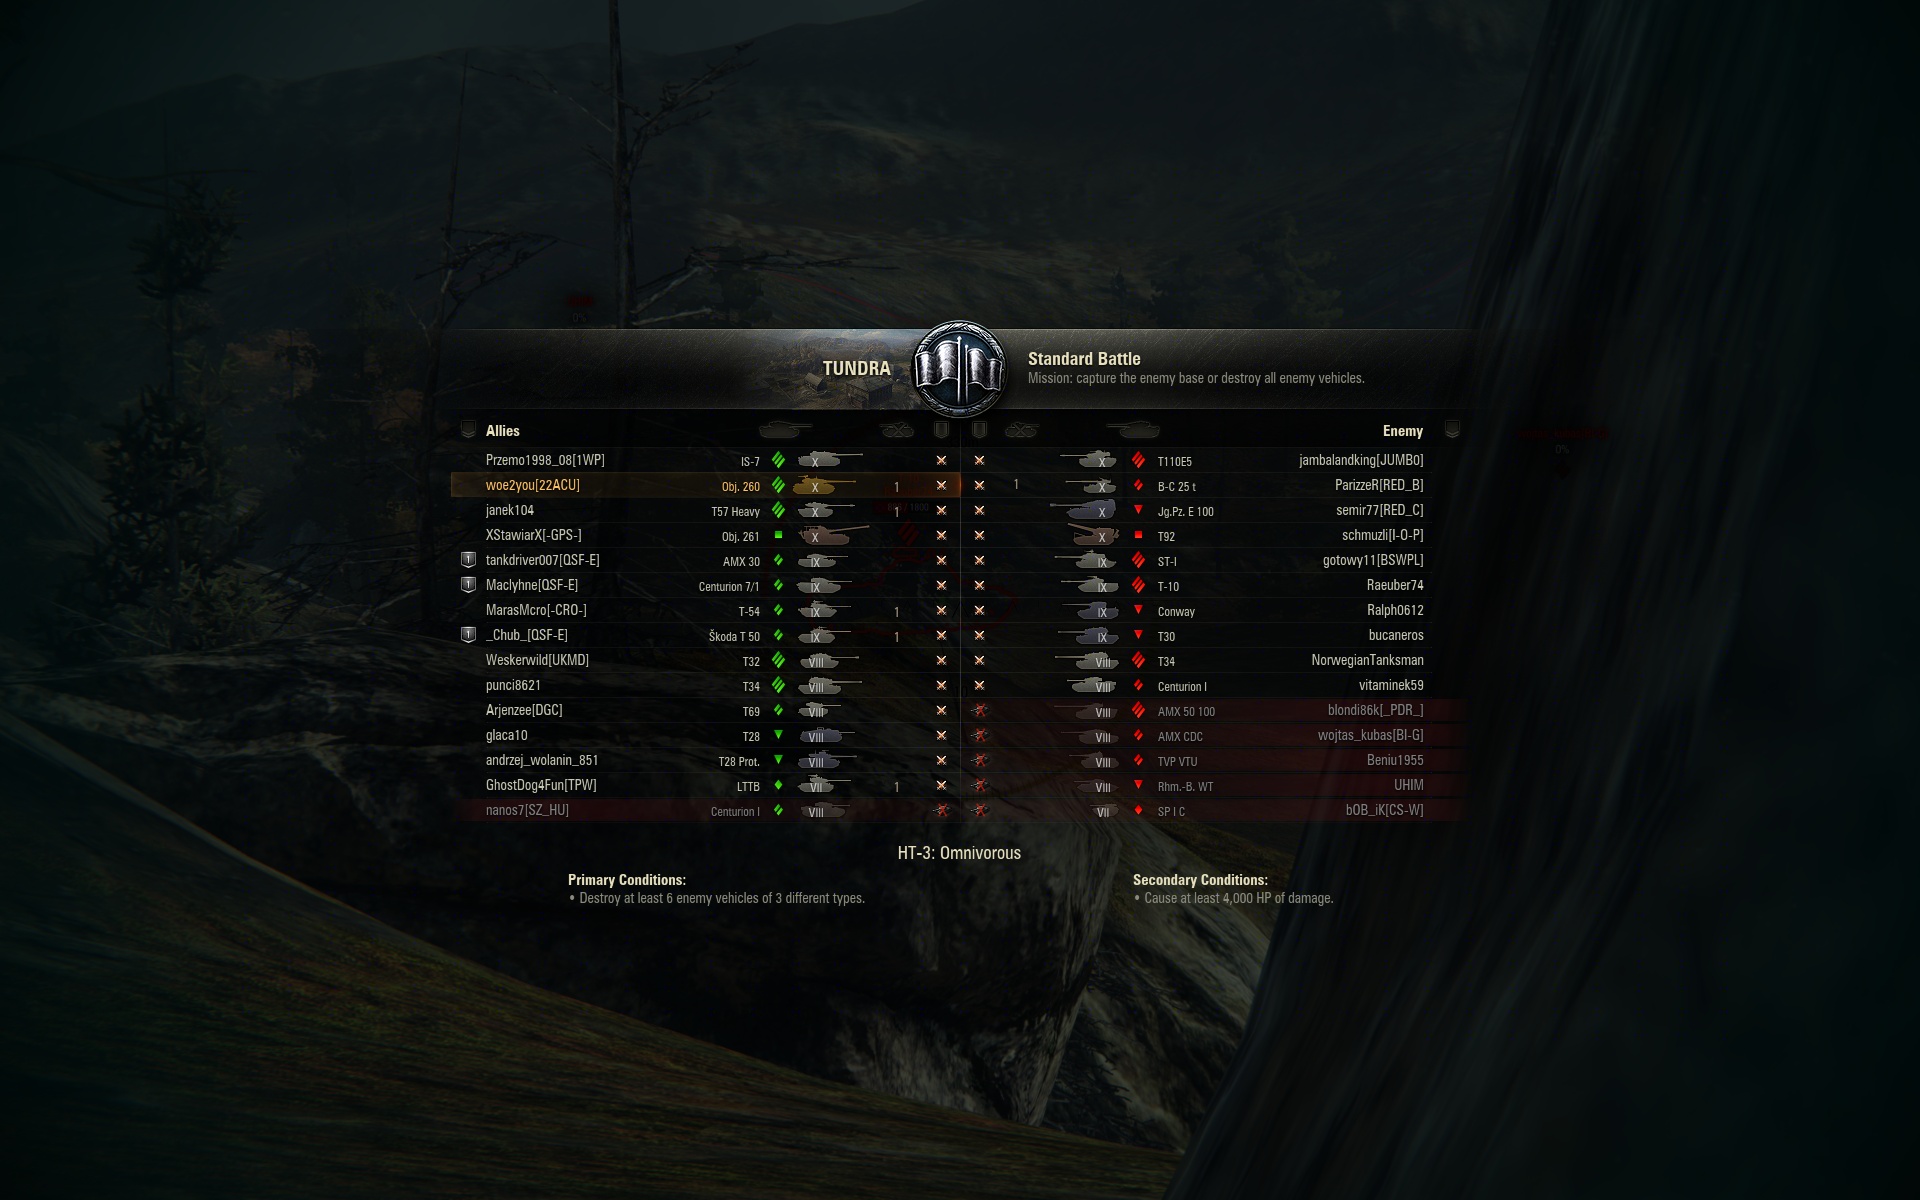 TUNDRA
Standard Battle
Mission: capture the enemy base or destroy all enemy vehicles.
Allies
Enemy
Przemo1998_08[1WP] IS-7 X X T110E5 jambalandking[JUMBO]
woe2you[22ACU] Obj. 260 X 1 1 X B-C 25 t ParizzeR[RED_B]
janek104 T57 Heavy X 1 X Jg.Pz. E 100 semir77[RED_C]
XStawiarX[-GPS-] Obj. 261 X X T92 schmuzli[I-O-P]
1 tankdriver007[QSF-E] AMX 30 IX IX ST-I gotowy11[BSWPL]
1 Maclyhne[QSF-E] Centurion 7/1 IX IX T-10 Raeuber74
MarasMcro[-CRO-] T-54 IX 1 IX Conway Ralph0612
1 _Chub_[QSF-E] Škoda T 50 IX 1 IX T30 bucaneros
Weskerwild[UKMD] T32 VIII VIII T34 NorwegianTanksman
punci8621 T34 VIII VIII Centurion I vitaminek59
Arjenzee[DGC] T69 VIII VIII AMX 50 100 blondi86k[_PDR_]
glaca10 T28 VIII VIII AMX CDC wojtas_kubas[BI-G]
andrzej_wolanin_851 T28 Prot. VIII VIII TVP VTU Beniu1955
GhostDog4Fun[TPW] LTTB VII 1 VIII Rhm.-B. WT UHIM
nanos7[SZ_HU] Centurion I VIII VII SP I C bOB_iK[CS-W]
HT-3: Omnivorous
Primary Conditions:
• Destroy at least 6 enemy vehicles of 3 different types.
Secondary Conditions:
• Cause at least 4,000 HP of damage.
0%
0%